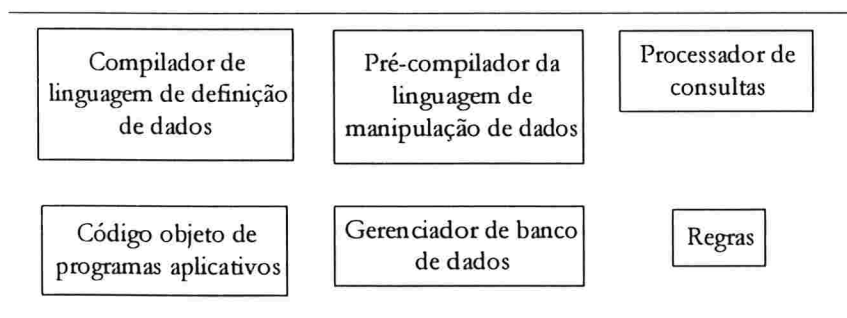 Compilador de
linguagem de definição
de dados
Pré-compilador da
linguagem de
manipulação de dados
Processador de
consultas
Código objeto de
programas aplicativos
Gerenciador de banco
de dados
Regras